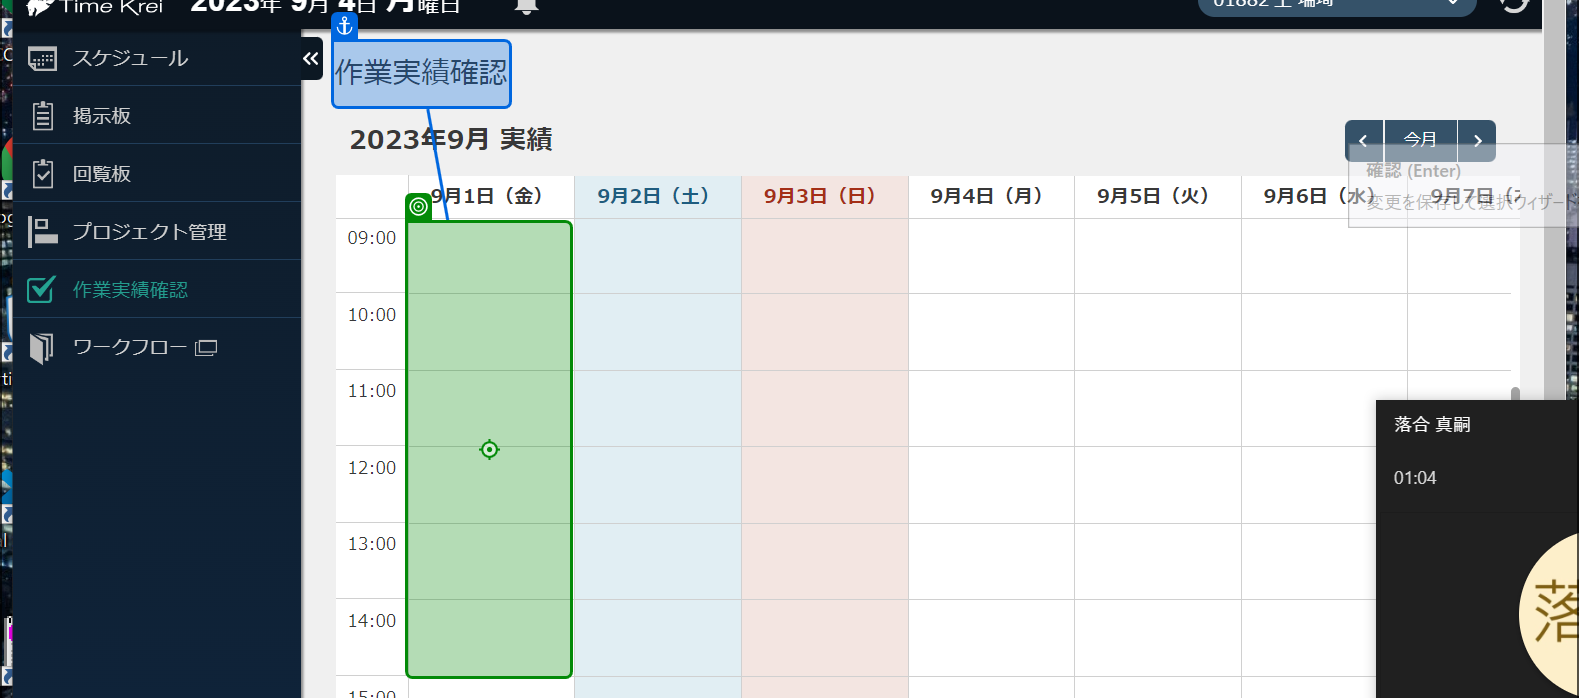 Time Krei 2023年 9月 4日 月曜日
01882 上 瑞琦
スケジュール
掲示板
回覧板
プロジェクト管理
作業実績確認
ワークフロー
作業実績確認
2023年9月 実績
今月
確認 (Enter)
変更を保存して選択ウィザード
9月1日（金） 9月2日（土） 9月3日（日） 9月4日（月） 9月5日（火） 9月6日（水） 9月7日（
09:00
10:00
11:00
12:00
13:00
14:00
15:00
落合 真嗣
01:04
落